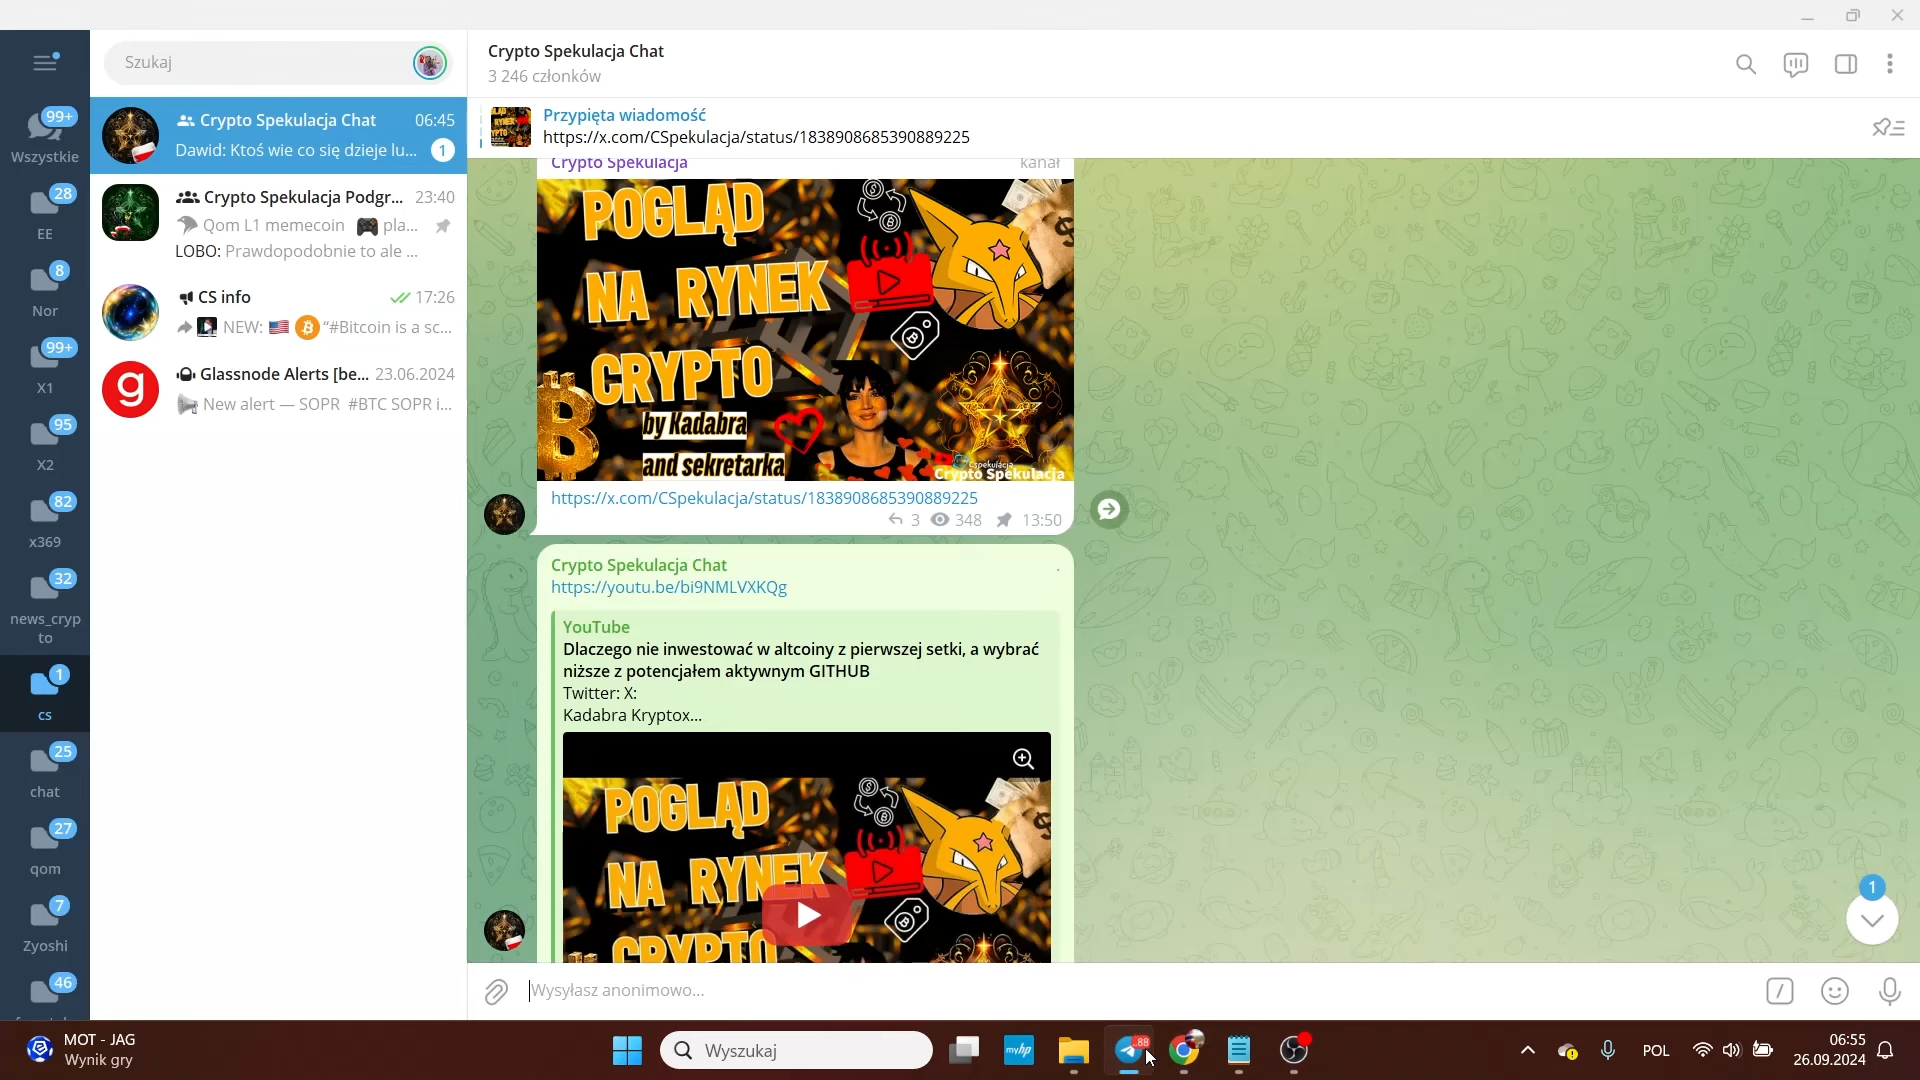 Szukaj
Crypto Spekulacja Chat
3 246 członków
Przypięta wiadomość
https://x.com/CSpekulacja/status/1838908685390889225
99+
Wszystkie
28
EE
8
Nor
99+
X1
95
X2
82
x369
32
news_cryp
to
1
cs
25
chat
27
qom
7
Zyoshi
46
Crypto Spekulacja Chat 06:45
Dawid: Ktoś wie co się dzieje lu... 1
Crypto Spekulacja Podgr... 23:40
Qom L1 memecoin 🎮 pla...
LOBO: Prawdopodobnie to ale ...
CS info 17:26
NEW: 🇺🇸 “#Bitcoin is a sc...
g
Glassnode Alerts [be... 23.06.2024
New alert — SOPR #BTC SOPR i...
Crypto Spekulacja kanał
POGLĄD
NA RYNEK
CRYPTO
by Kadabra
and sekretarka
Cspekulacja
Crypto Spekulacja
https://x.com/CSpekulacja/status/1838908685390889225
3 348 13:50
Crypto Spekulacja Chat
https://youtu.be/bi9NMLVXKQg
YouTube
Dlaczego nie inwestować w altcoiny z pierwszej setki, a wybrać
niższe z potencjałem aktywnym GITHUB
Twitter: X:
Kadabra Kryptox...
POGLĄD
NA RYNEK
CRYPTO
1
Wysyłasz anonimowo...
MOT - JAG
Wynik gry
Wyszukaj
myhp
..88
POL
06:55
26.09.2024